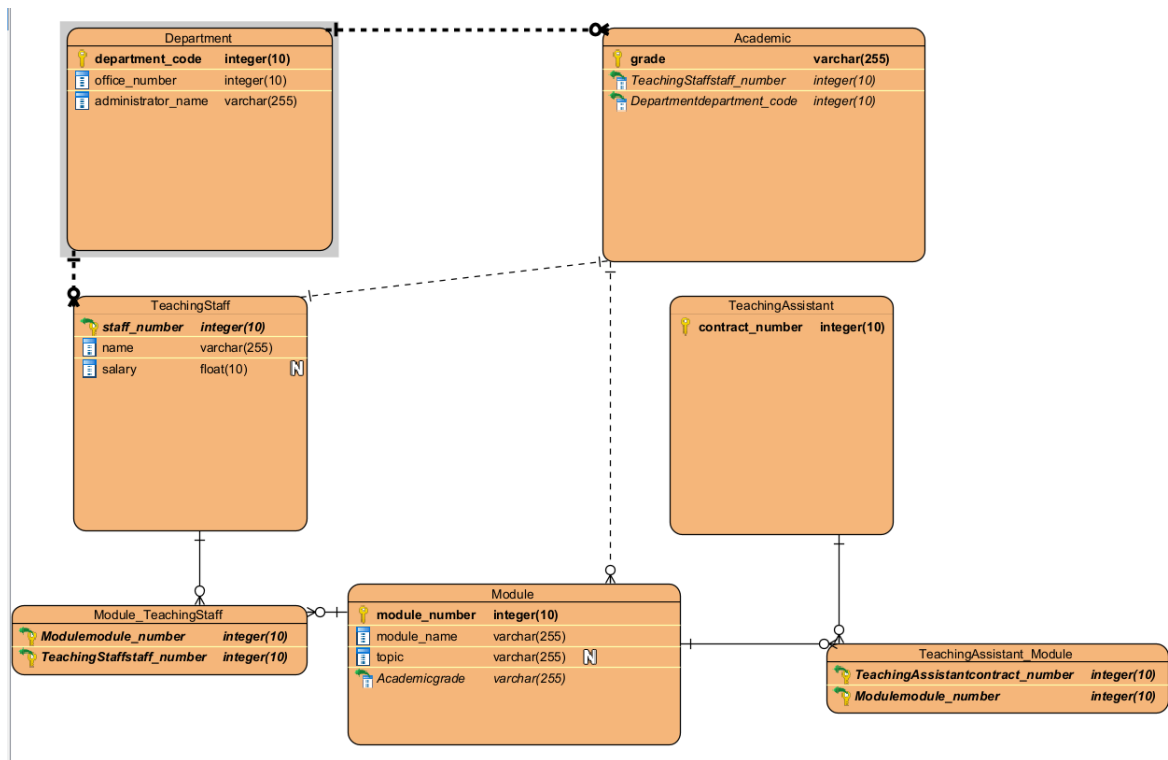 Department
department_code integer(10)
office_number integer(10)
administrator_name varchar(255)
Academic
grade varchar(255)
TeachingStaffstaff_number integer(10)
Departmentdepartment_code integer(10)
TeachingStaff
staff_number integer(10)
name varchar(255)
salary float(10) N
TeachingAssistant
contract_number integer(10)
Module_TeachingStaff
Modulemodule_number integer(10)
TeachingStaffstaff_number integer(10)
Module
module_number integer(10)
module_name varchar(255)
topic varchar(255) N
Academicgrade varchar(255)
TeachingAssistant_Module
TeachingAssistantcontract_number integer(10)
Modulemodule_number integer(10)